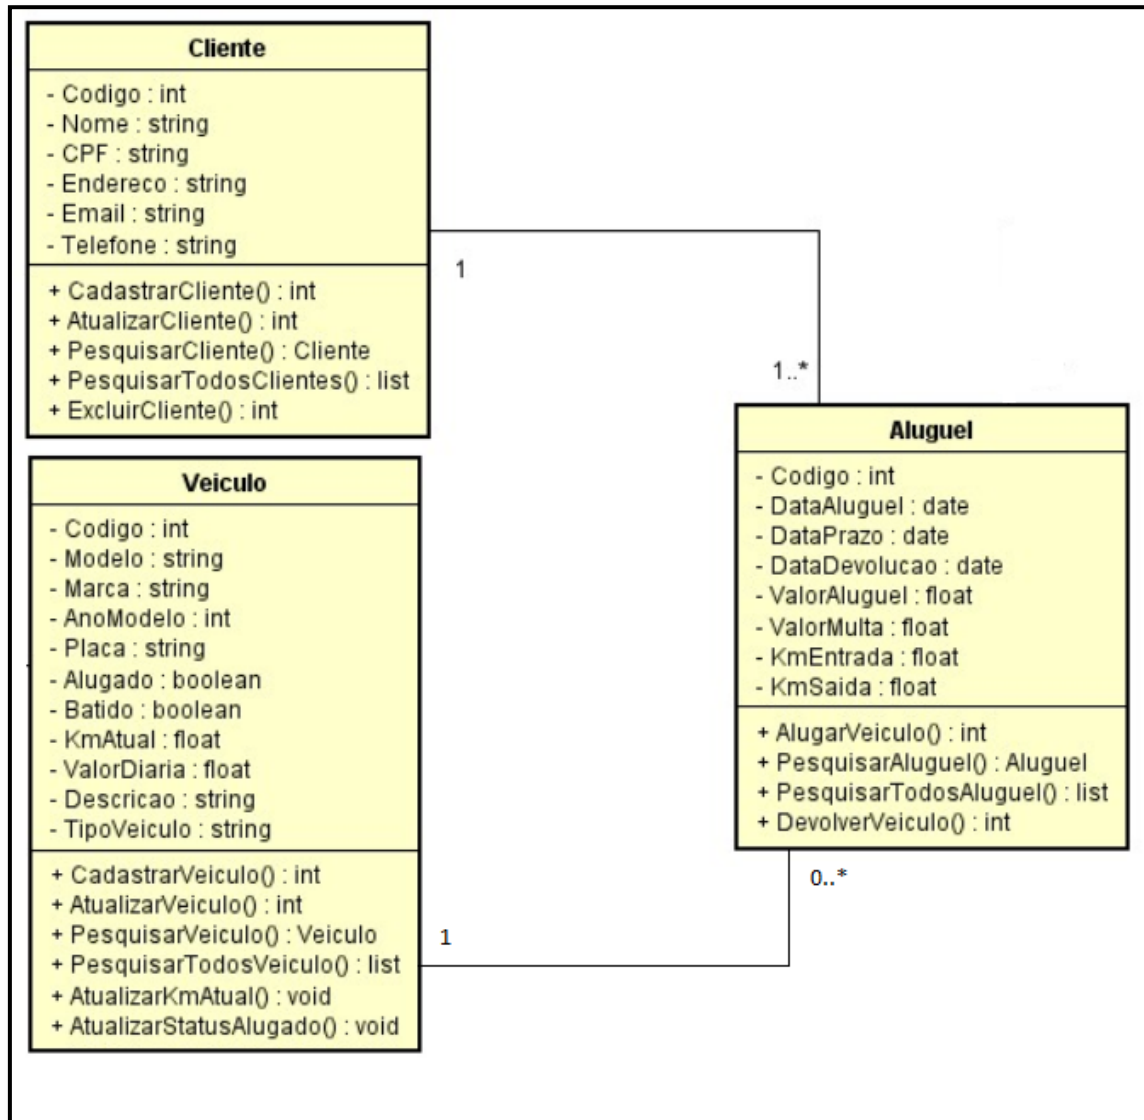 Cliente
- Codigo : int
- Nome : string
- CPF : string
- Endereco : string
- Email : string
- Telefone : string
+ CadastrarCliente() : int
+ AtualizarCliente() : int
+ PesquisarCliente() : Cliente
+ PesquisarTodosClientes() : list
+ ExcluirCliente() : int
1
1..*
Veiculo
- Codigo : int
- Modelo : string
- Marca : string
- AnoModelo : int
- Placa : string
- Alugado : boolean
- Batido : boolean
- KmAtual : float
- ValorDiaria : float
- Descricao : string
- TipoVeiculo : string
+ CadastrarVeiculo() : int
+ AtualizarVeiculo() : int
+ PesquisarVeiculo() : Veiculo
+ PesquisarTodosVeiculo() : list
+ AtualizarKmAtual() : void
+ AtualizarStatusAlugado() : void
1
0..*
Aluguel
- Codigo : int
- DataAluguel : date
- DataPrazo : date
- DataDevolucao : date
- ValorAluguel : float
- ValorMulta : float
- KmEntrada : float
- KmSaida : float
+ AlugarVeiculo() : int
+ PesquisarAluguel() : Aluguel
+ PesquisarTodosAluguel() : list
+ DevolverVeiculo() : int